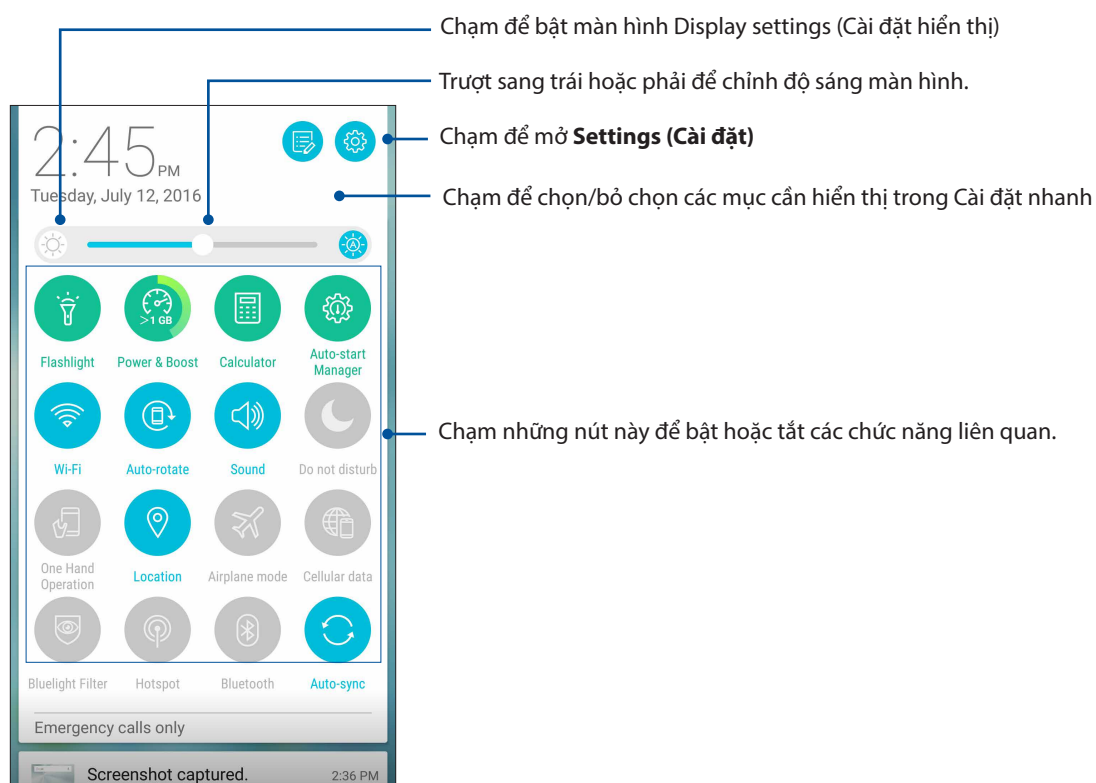 Chạm để bật màn hình Display settings (Cài đặt hiển thị)
Trượt sang trái hoặc phải để chỉnh độ sáng màn hình.
Chạm để mở Settings (Cài đặt)
Chạm để chọn/bỏ chọn các mục cần hiển thị trong Cài đặt nhanh
2:45 PM
Tuesday, July 12, 2016
A
>1 GB
Flashlight
Power & Boost
Calculator
Auto-start
Manager
Chạm những nút này để bật hoặc tắt các chức năng liên quan.
Wi-Fi
Auto-rotate
Sound
Do not disturb
One Hand
Operation
Location
Airplane mode
Cellular data
Bluelight Filter
Hotspot
Bluetooth
Auto-sync
Emergency calls only
Screenshot captured.
2:36 PM